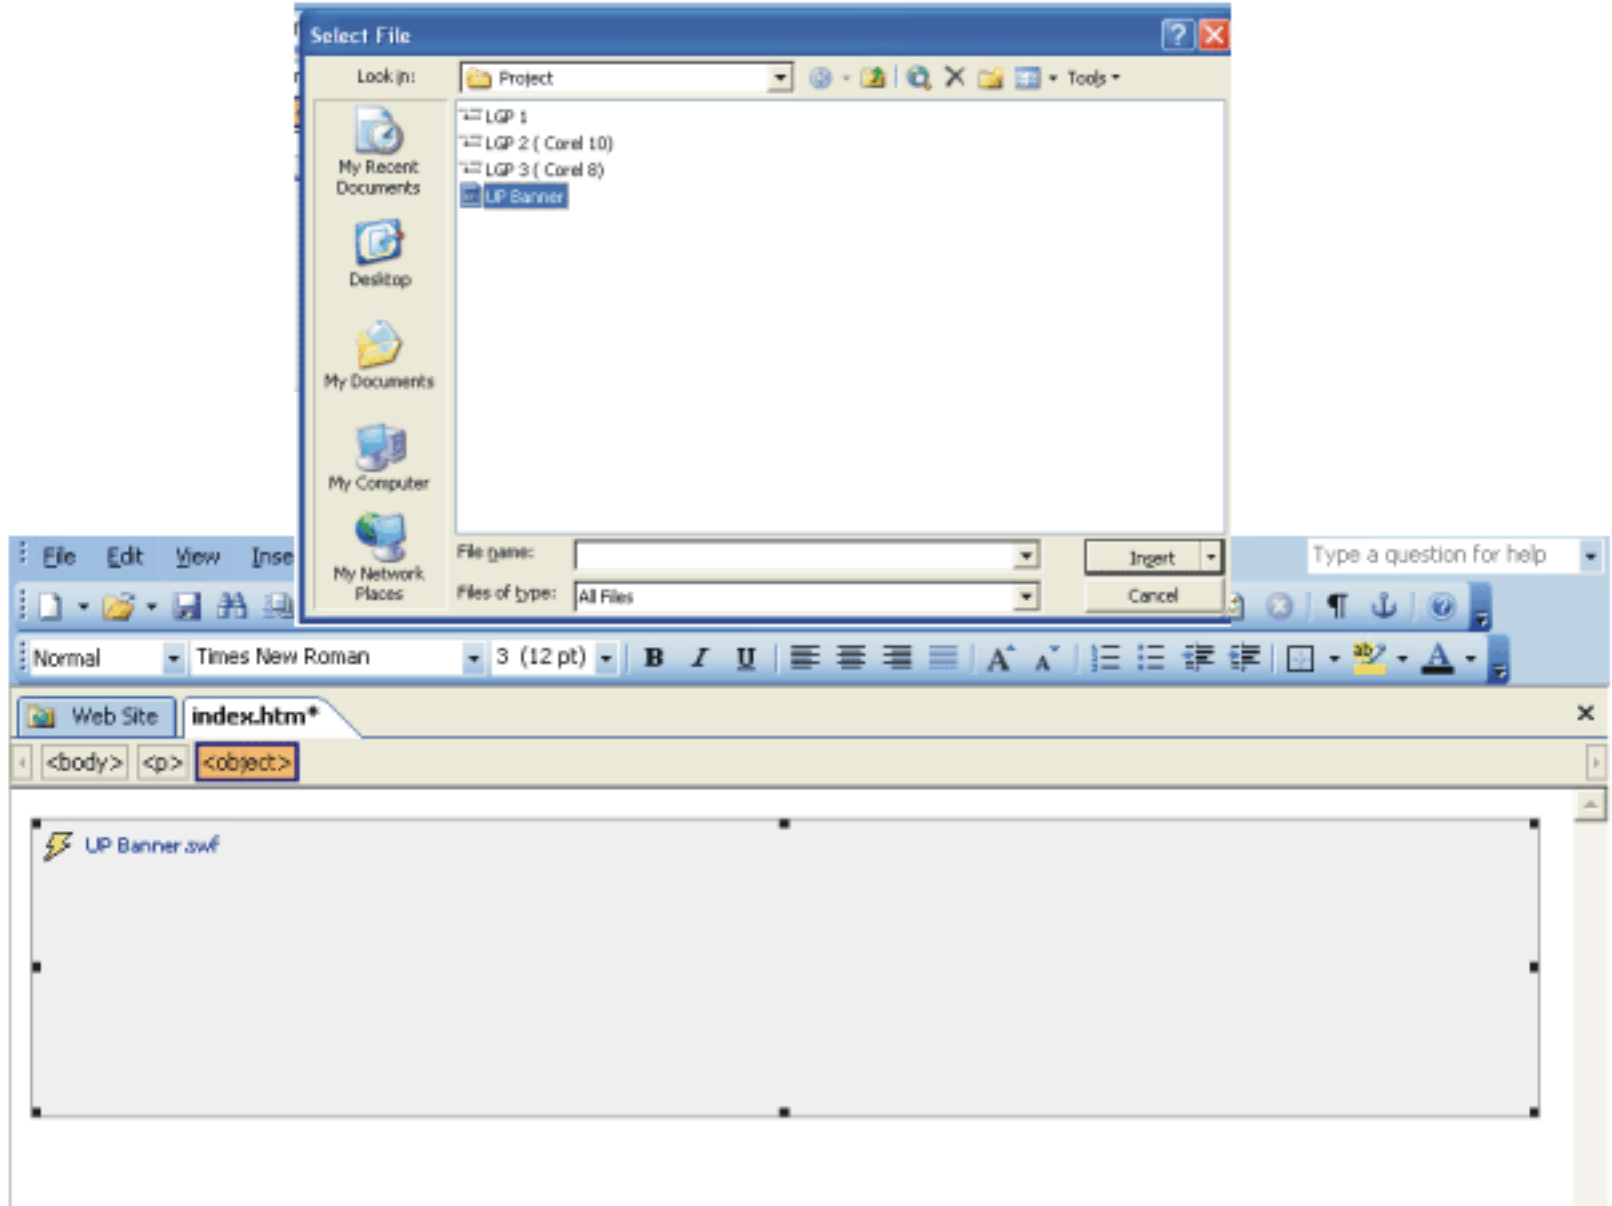 Select File
Look in:
Project
Tools
LGP 1
LGP 2 ( Corel 10)
LGP 3 ( Corel 8)
UP Banner
My Recent
Documents
Desktop
My Documents
My Computer
My Network
Places
File name:
Insert
Files of type:
All Files
Cancel
File Edit View Inse
Type a question for help
Normal
Times New Roman
3 (12 pt)
B I U
Web Site
index.htm*
<body> <p> <object>
UP Banner.swf